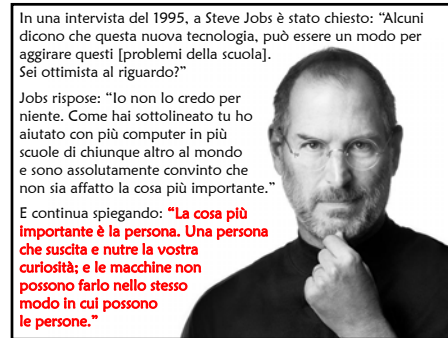 In una intervista del 1995, a Steve Jobs è stato chiesto: “Alcuni
dicono che questa nuova tecnologia, può essere un modo per
aggirare questi [problemi della scuola].
Sei ottimista al riguardo?”
Jobs rispose: “Io non lo credo per
niente. Come hai sottolineato tu ho
aiutato con più computer in più
scuole di chiunque altro al mondo
e sono assolutamente convinto che
non sia affatto la cosa più importante.”
E continua spiegando: “La cosa più
importante è la persona. Una persona
che suscita e nutre la vostra
curiosità; e le macchine non
possono farlo nello stesso
modo in cui possono
le persone.”